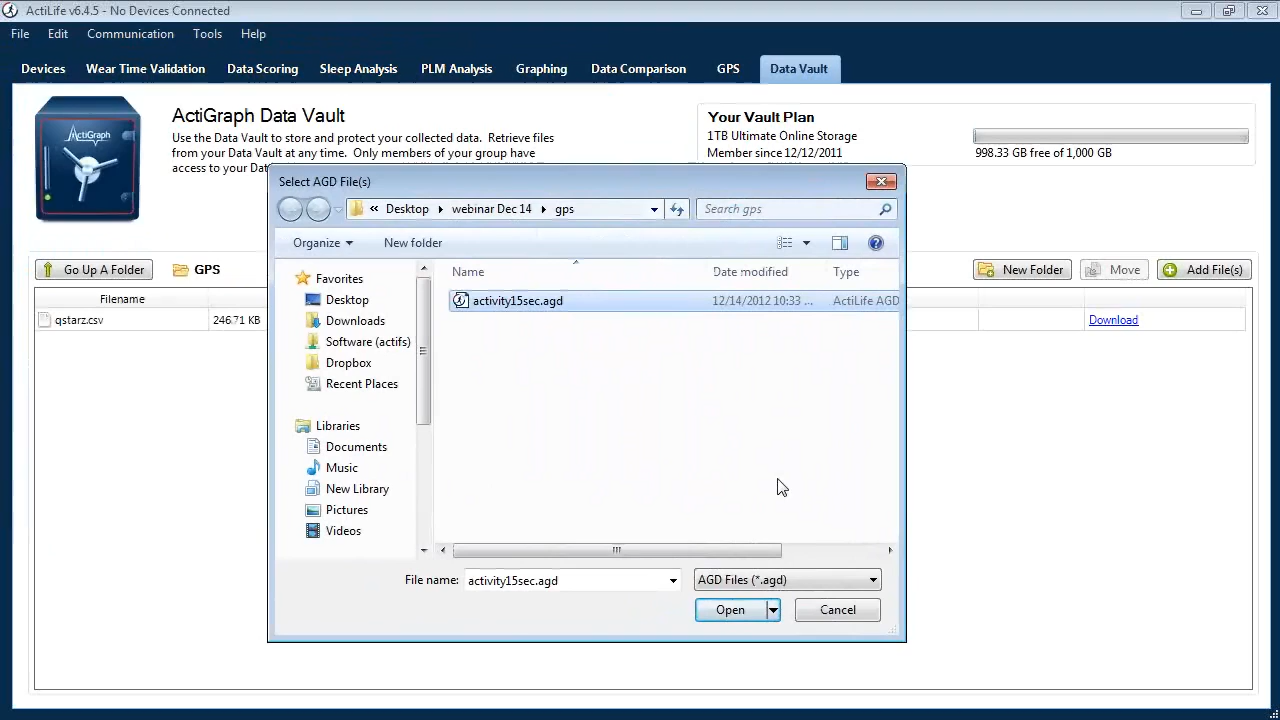 ActiLife v6.4.5 - No Devices Connected
File Edit Communication Tools Help
Devices Wear Time Validation Data Scoring Sleep Analysis PLM Analysis Graphing Data Comparison GPS Data Vault
ActiGraph
ActiGraph Data Vault
Use the Data Vault to store and protect your collected data. Retrieve files
from your Data Vault at any time. Only members of your group have
access to your
Your Vault Plan
1TB Ultimate Online Storage
Member since 12/12/2011
998.33 GB free of 1,000 GB
Go Up A Folder GPS New Folder Move Add File(s)
Filename
qstarz.csv 246.71 KB Download
Select AGD File(s)
« Desktop webinar Dec 14 gps Search gps
Organize New folder
Name Date modified Type
activity15sec.agd 12/14/2012 10:33 ... ActiLife AGD
Favorites
Desktop
Downloads
Software (actifs)
Dropbox
Recent Places
Libraries
Documents
Music
New Library
Pictures
Videos
File name: activity15sec.agd AGD Files (*.agd)
Open Cancel